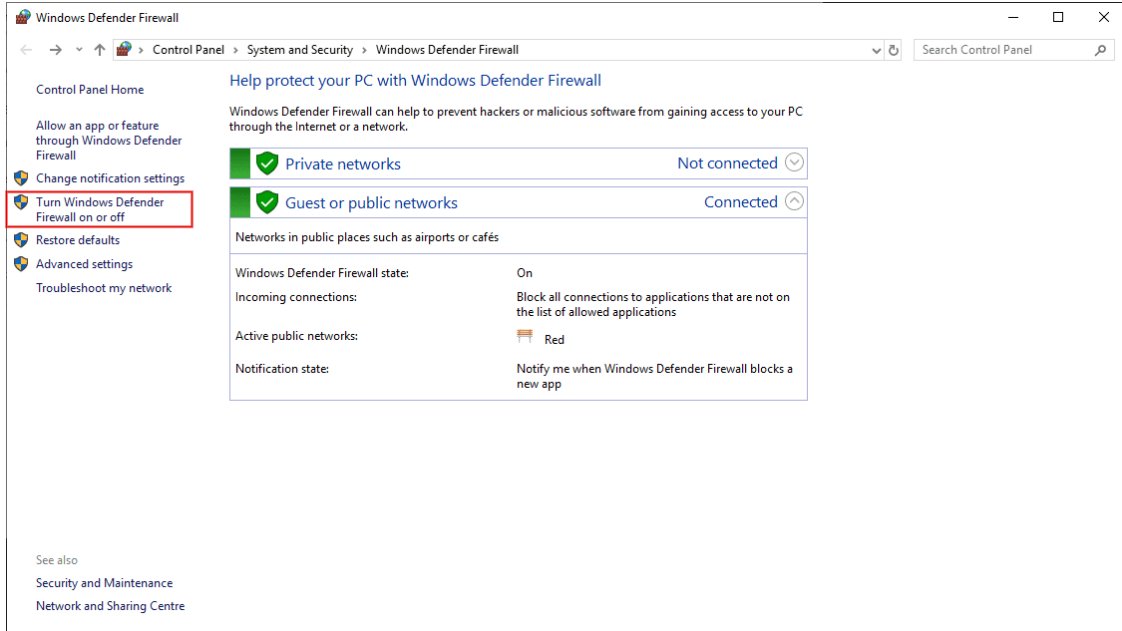 Windows Defender Firewall
Control Panel > System and Security > Windows Defender Firewall
Search Control Panel
Control Panel Home
Allow an app or feature
through Windows Defender
Firewall
Change notification settings
Turn Windows Defender
Firewall on or off
Restore defaults
Advanced settings
Troubleshoot my network
See also
Security and Maintenance
Network and Sharing Centre
Help protect your PC with Windows Defender Firewall
Windows Defender Firewall can help to prevent hackers or malicious software from gaining access to your PC
through the Internet or a network.
Private networks Not connected
Guest or public networks Connected
Networks in public places such as airports or cafés
Windows Defender Firewall state: On
Incoming connections: Block all connections to applications that are not on
the list of allowed applications
Active public networks: Red
Notification state: Notify me when Windows Defender Firewall blocks a
new app